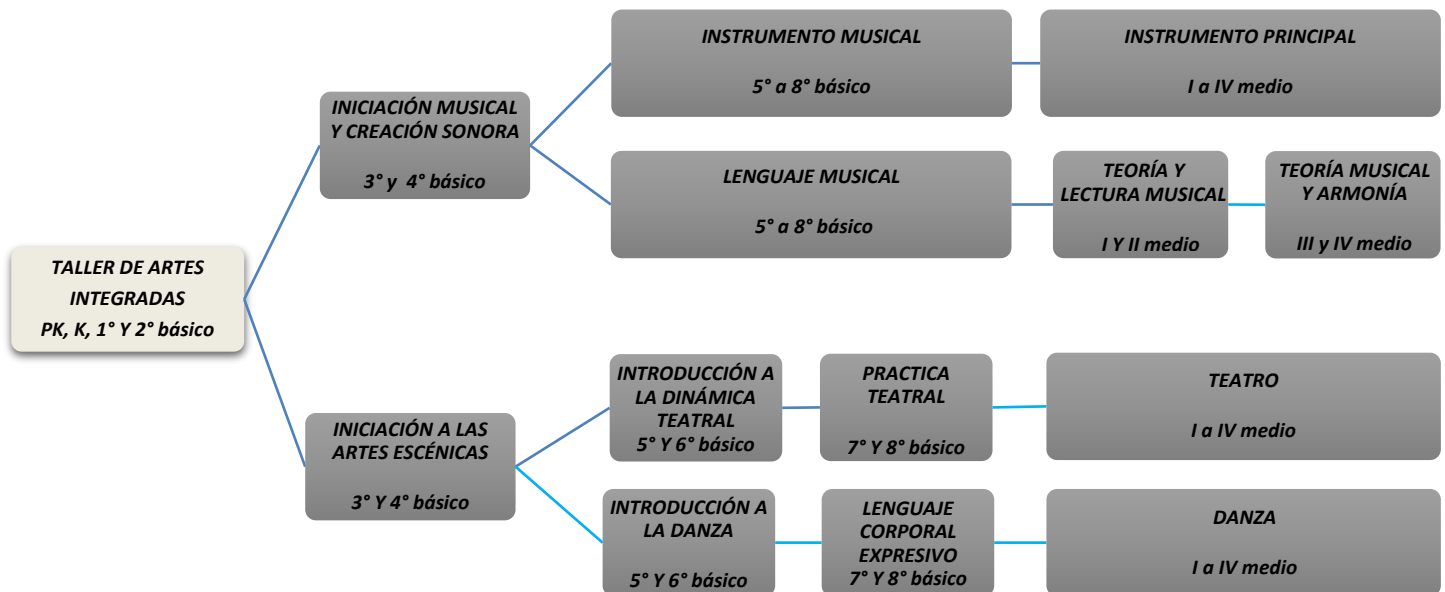 TALLER DE ARTES
INTEGRADAS
PK, K, 1° Y 2° básico
INICIACIÓN MUSICAL
Y CREACIÓN SONORA
3° y 4° básico
INSTRUMENTO MUSICAL
5° a 8° básico
INSTRUMENTO PRINCIPAL
I a IV medio
LENGUAJE MUSICAL
5° a 8° básico
TEORÍA Y
LECTURA MUSICAL
I Y II medio
TEORÍA MUSICAL
Y ARMONÍA
III y IV medio
INICIACIÓN A LAS
ARTES ESCÉNICAS
3° Y 4° básico
INTRODUCCIÓN A
LA DINÁMICA
TEATRAL
5° Y 6° básico
PRACTICA
TEATRAL
7° Y 8° básico
TEATRO
I a IV medio
INTRODUCCIÓN A
LA DANZA
5° Y 6° básico
LENGUAJE
CORPORAL
EXPRESIVO
7° Y 8° básico
DANZA
I a IV medio